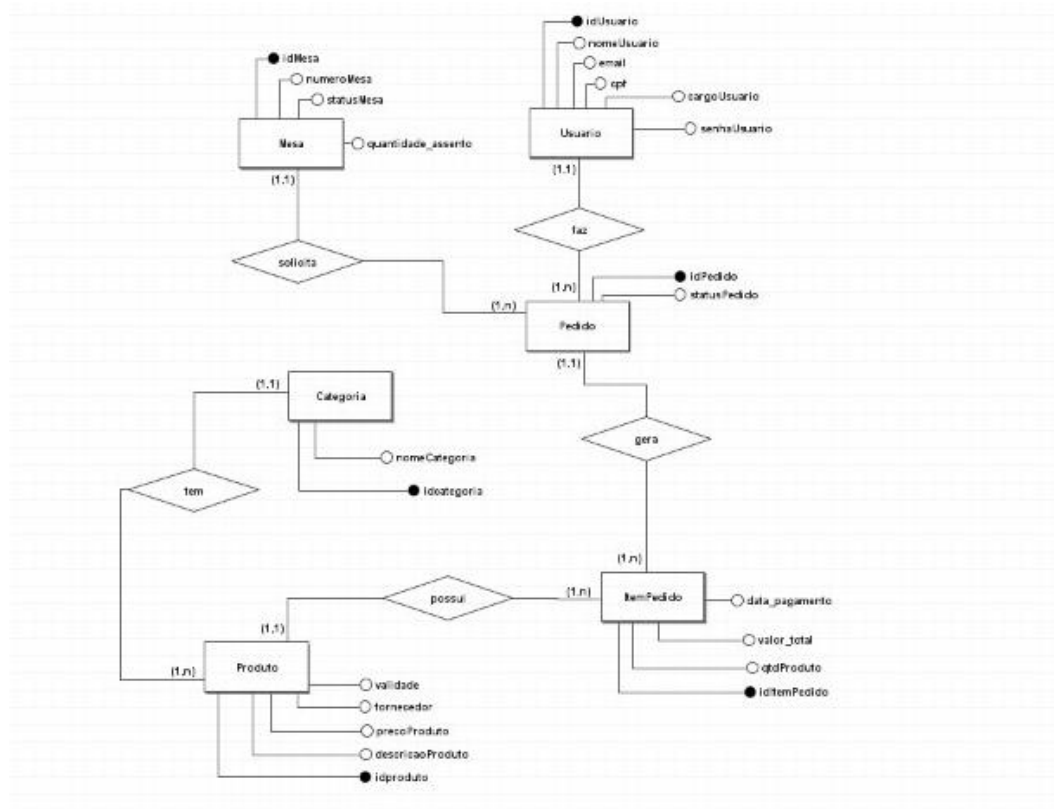 idUsuario
nomeUsuario
email
cpf
cargoUsuario
senhaUsuario
Usuario
(1,1)
idMesa
numeroMesa
statusMesa
quantidade_assento
Mesa
(1,1)
faz
solicita
idPedido
statusPedido
(1,n)
(1,n)
Pedido
(1,1)
(1,1)
Categoria
nomeCategoria
idcategoria
gera
tem
(1,n)
possui
(1,n)
ItemPedido
data_pagamento
valor_total
qtdProduto
idItemPedido
(1,1)
(1,n)
Produto
validade
fornecedor
precoProduto
descricaoProduto
idproduto